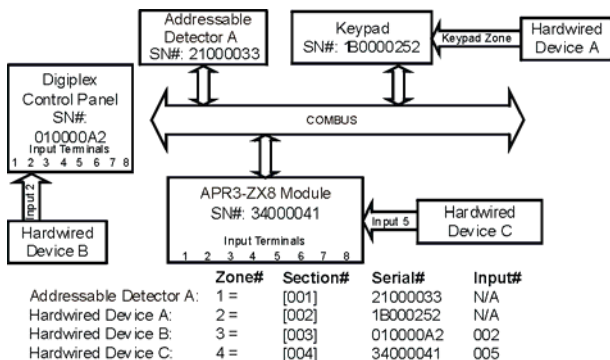 Addressable
Detector A
SN#: 21000033
Keypad
SN#: 1B0000252
Keypad Zone
Hardwired
Device A
Digiplex
Control Panel
SN#:
010000A2
Input Terminals
1 2 3 4 5 6 7 8
COMBUS
Input 2
Hardwired
Device B
APR3-ZX8 Module
SN#: 34000041
Input Terminals
1 2 3 4 5 6 7 8
Input 5
Hardwired
Device C
Zone# Section# Serial# Input#
Addressable Detector A: 1 = [001] 21000033 N/A
Hardwired Device A: 2 = [002] 1B000252 N/A
Hardwired Device B: 3 = [003] 010000A2 002
Hardwired Device C: 4 = [004] 34000041 005